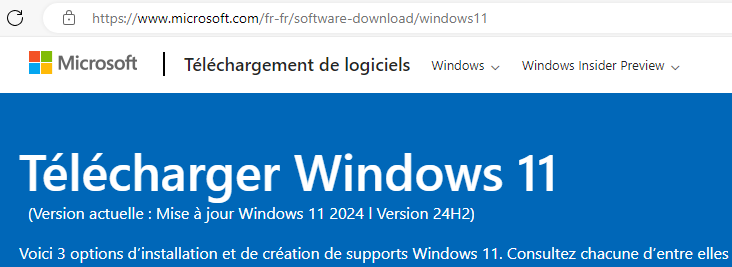 https://www.microsoft.com/fr-fr/software-download/windows11
Microsoft | Téléchargement de logiciels Windows Windows Insider Preview
Télécharger Windows 11
(Version actuelle : Mise à jour Windows 11 2024 l Version 24H2)
Voici 3 options d’installation et de création de supports Windows 11. Consultez chacune d’entre elles